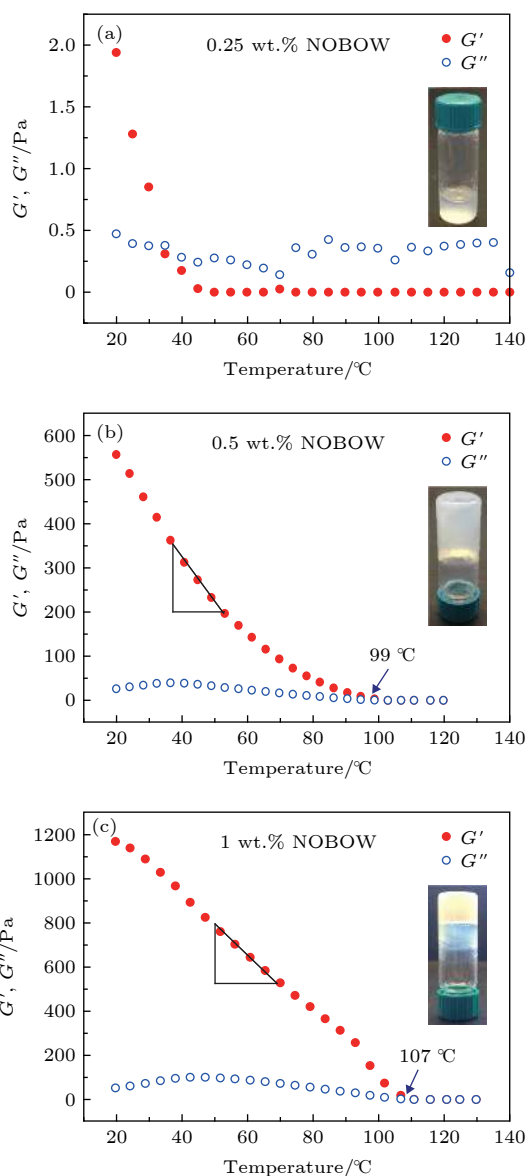 (a)
0.25 wt.% NOBOW
G′
G″
G′, G″/Pa
2.0
1.5
1.0
0.5
0
20 40 60 80 100 120 140
Temperature/℃
(b)
0.5 wt.% NOBOW
G′
G″
G′, G″/Pa
600
500
400
300
200
100
0
99 ℃
20 40 60 80 100 120 140
Temperature/℃
(c)
1 wt.% NOBOW
G′
G″
G′, G″/Pa
1200
1000
800
600
400
200
0
107 ℃
20 40 60 80 100 120 140
Temperature/℃